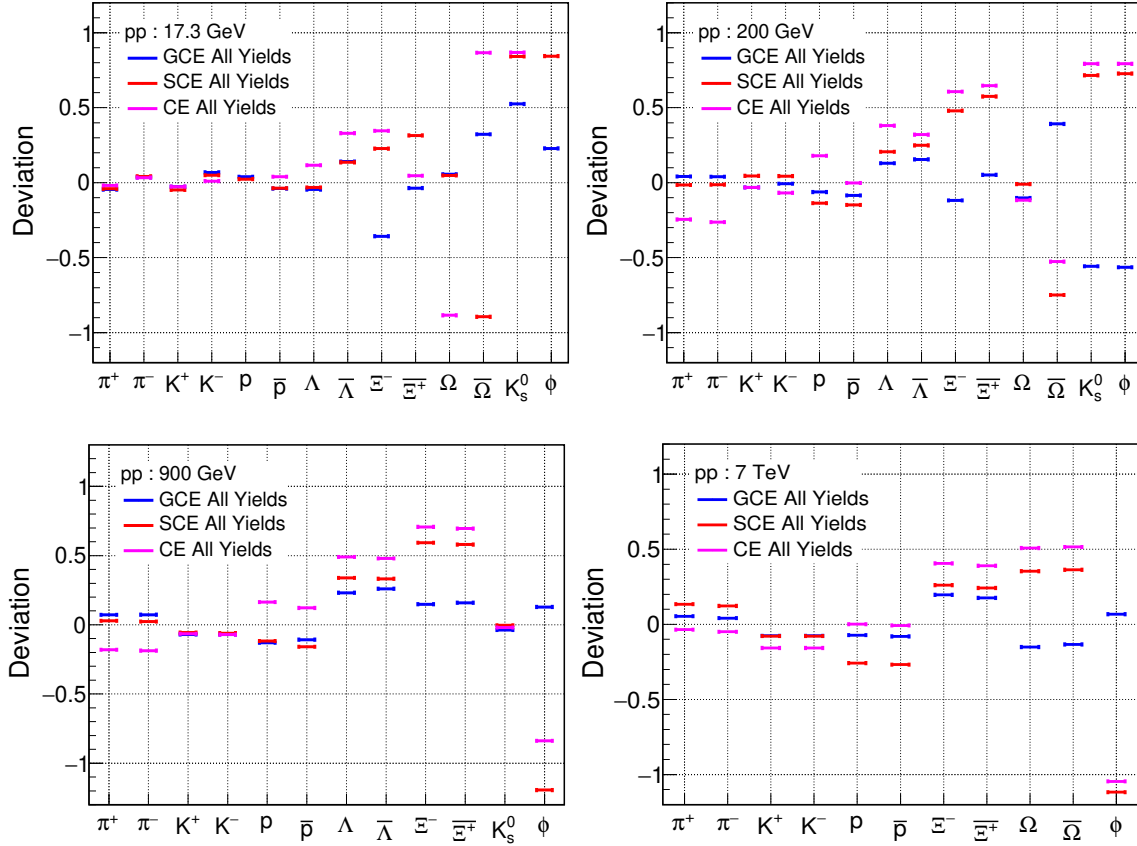 pp : 17.3 GeV
GCE All Yields
SCE All Yields
CE All Yields
Deviation
1
0.5
0
−0.5
−1
π⁺ π⁻ K⁺ K⁻ p p̅ Λ Λ̅ Ξ⁻ Ξ̅⁺ Ω Ω̅ K⁰ₛ ϕ
pp : 200 GeV
GCE All Yields
SCE All Yields
CE All Yields
Deviation
1
0.5
0
−0.5
−1
π⁺ π⁻ K⁺ K⁻ p p̅ Λ Λ̅ Ξ⁻ Ξ̅⁺ Ω Ω̅ K⁰ₛ ϕ
pp : 900 GeV
GCE All Yields
SCE All Yields
CE All Yields
Deviation
1
0.5
0
−0.5
−1
π⁺ π⁻ K⁺ K⁻ p p̅ Λ Λ̅ Ξ⁻ Ξ̅⁺ K⁰ₛ ϕ
pp : 7 TeV
GCE All Yields
SCE All Yields
CE All Yields
Deviation
1
0.5
0
−0.5
−1
π⁺ π⁻ K⁺ K⁻ p p̅ Ξ⁻ Ξ̅⁺ Ω Ω̅ ϕ